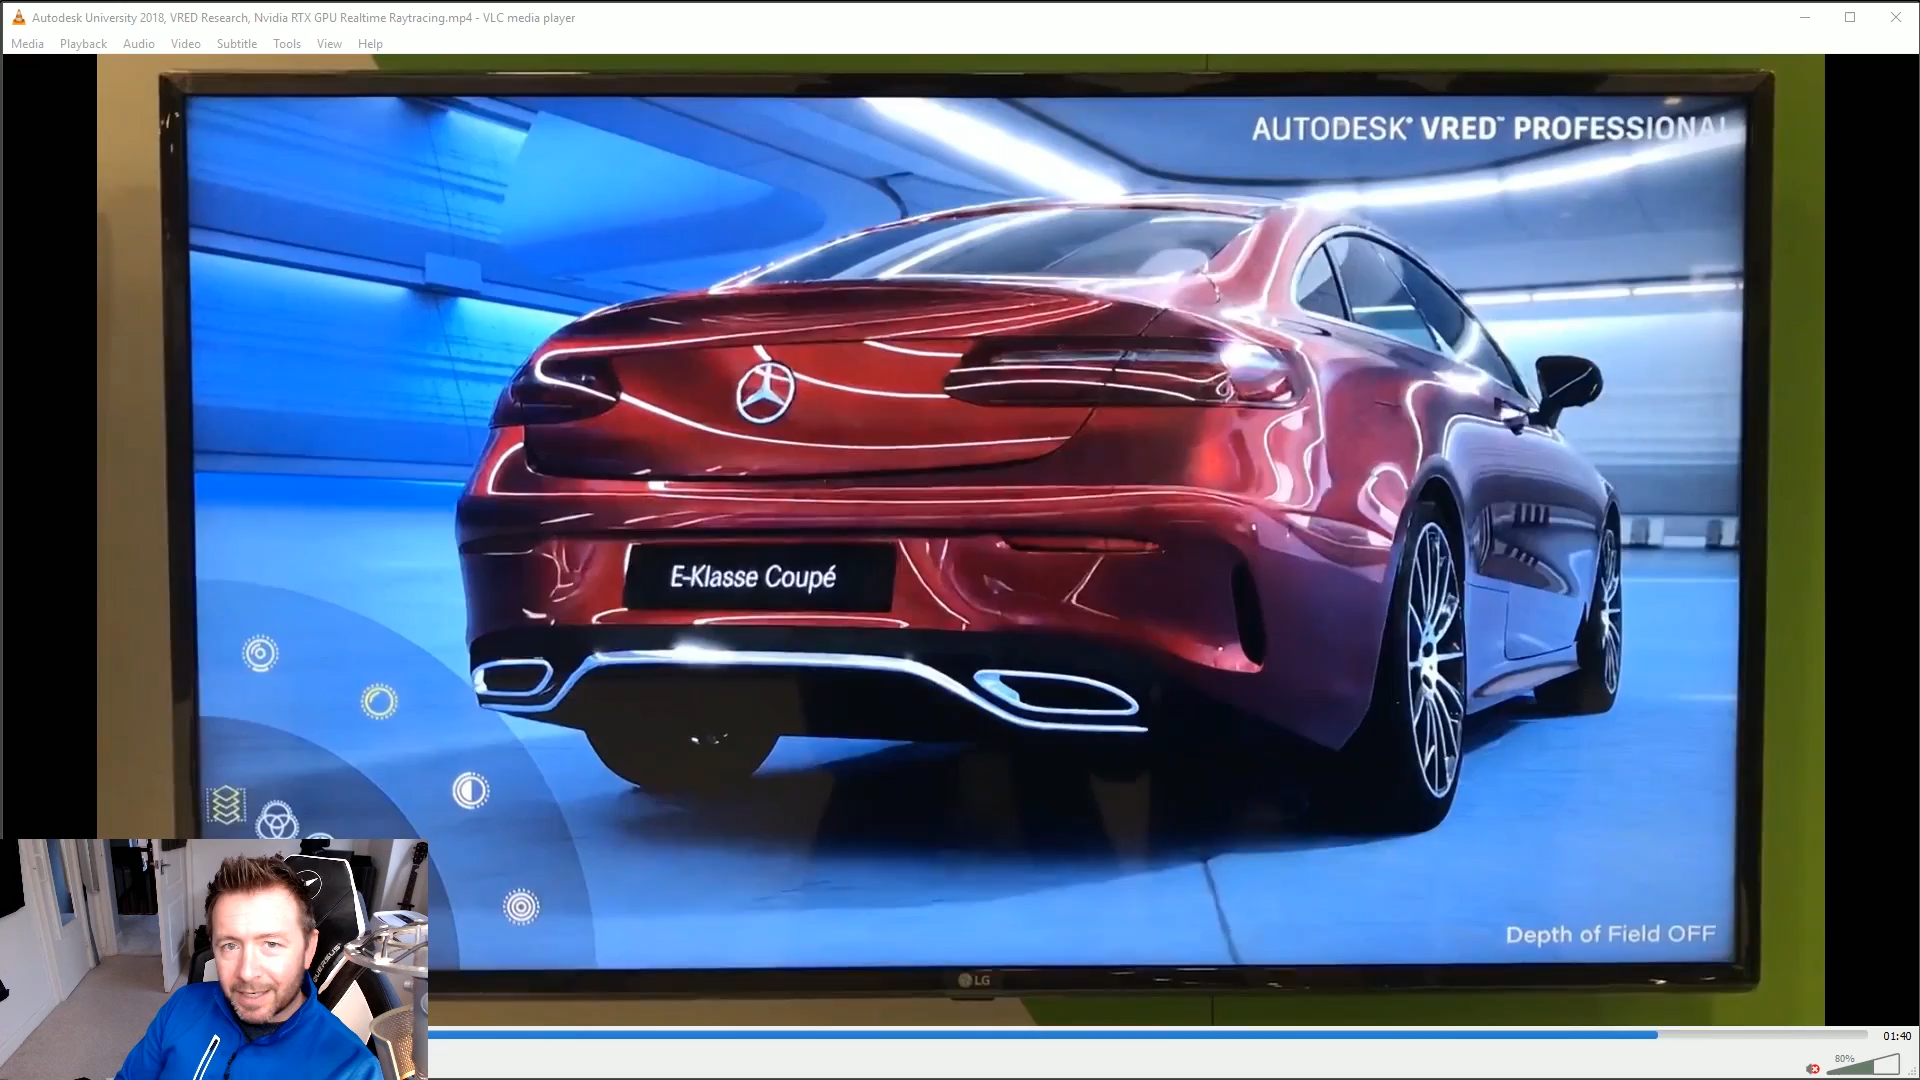 Autodesk University 2018, VRED Research, Nvidia RTX GPU Realtime Raytracing.mp4 - VLC media player
Media Playback Audio Video Subtitle Tools View Help
AUTODESK® VRED™ PROFESSIONAL
E-Klasse Coupé
Depth of Field OFF
LG
01:40
80%